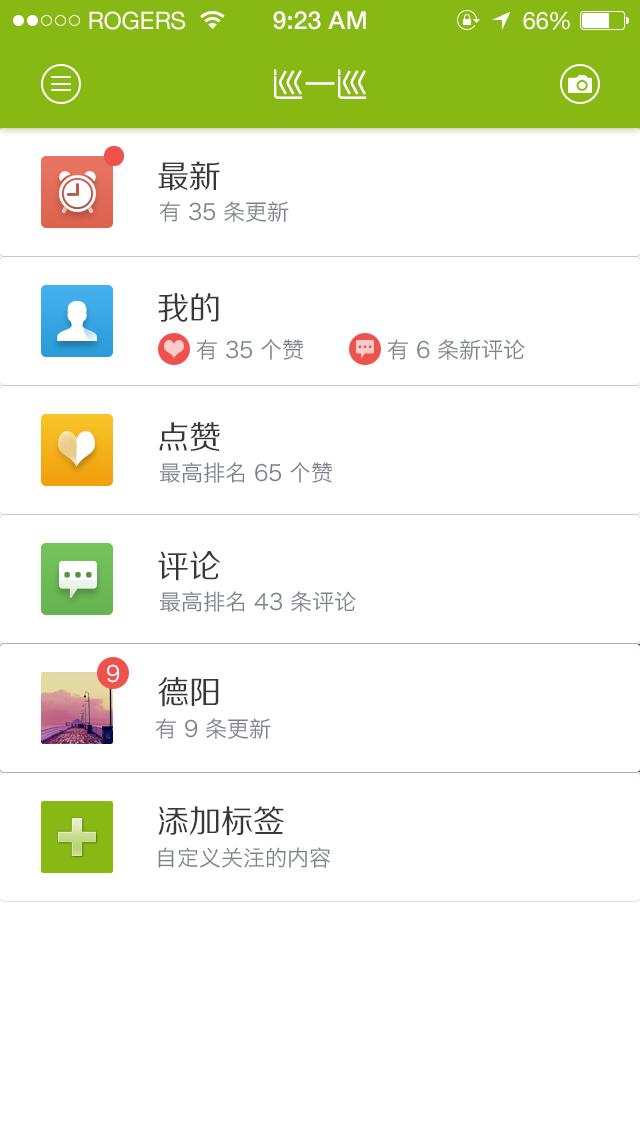 ROGERS 9:23 AM 66%
巡一巡
最新
有 35 条更新
我的
有 35 个赞 有 6 条新评论
点赞
最高排名 65 个赞
评论
最高排名 43 条评论
9
德阳
有 9 条更新
添加标签
自定义关注的内容